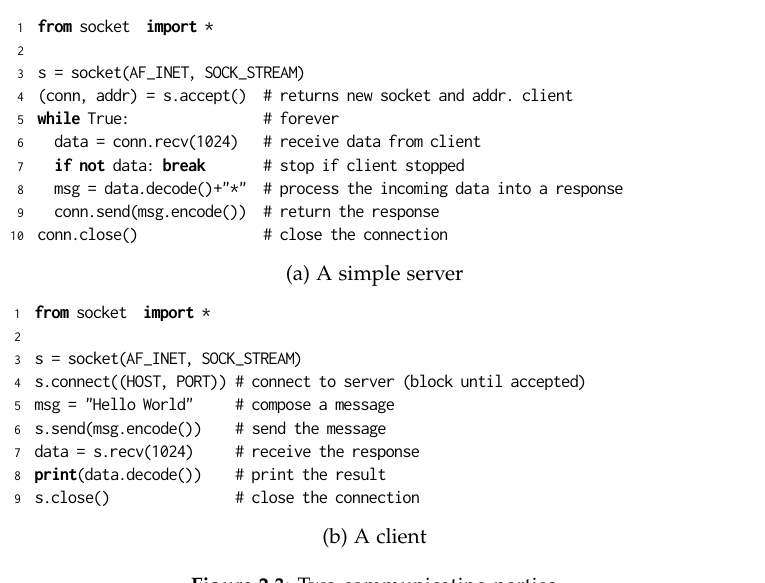 1 from socket import *
2
3 s = socket(AF_INET, SOCK_STREAM)
4 (conn, addr) = s.accept() # returns new socket and addr. client
5 while True: # forever
6 data = conn.recv(1024) # receive data from client
7 if not data: break # stop if client stopped
8 msg = data.decode()+"*" # process the incoming data into a response
9 conn.send(msg.encode()) # return the response
10 conn.close() # close the connection
(a) A simple server
1 from socket import *
2
3 s = socket(AF_INET, SOCK_STREAM)
4 s.connect((HOST, PORT)) # connect to server (block until accepted)
5 msg = "Hello World" # compose a message
6 s.send(msg.encode()) # send the message
7 data = s.recv(1024) # receive the response
8 print(data.decode()) # print the result
9 s.close() # close the connection
(b) A client
Figure 2.3: Two communicating parties